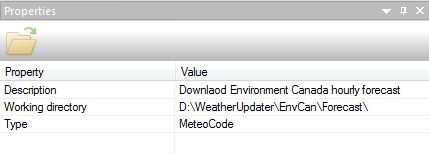 Properties
Property Value
Description Downlaod Environment Canada hourly forecast
Working directory D:\WeatherUpdater\EnvCan\Forecast\
Type MeteoCode